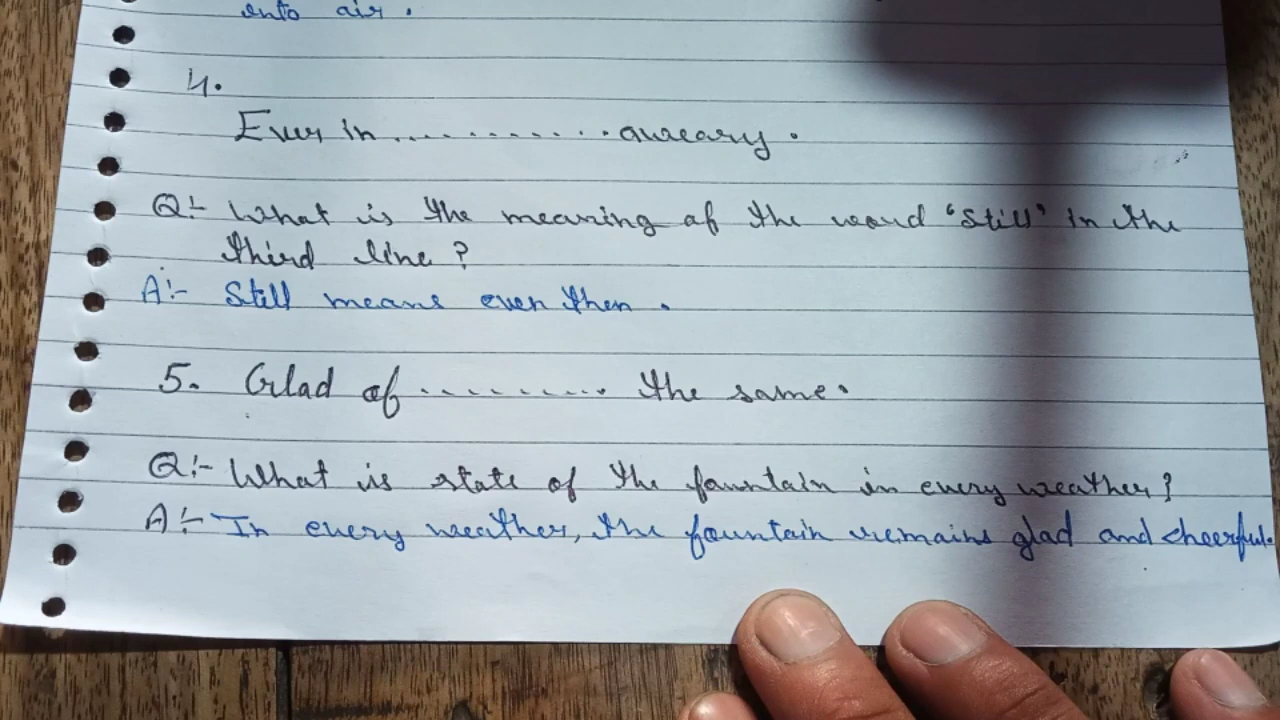 into air.
4.
Ever in ............ aweary.
Q:- What is the meaning of the word "Still" in the
third line?
A:- Still means even then.
5. Glad of ......... the same.
Q:- What is state of the fountain in every weather?
A:- In every weather, the fountain remains glad and cheerful.